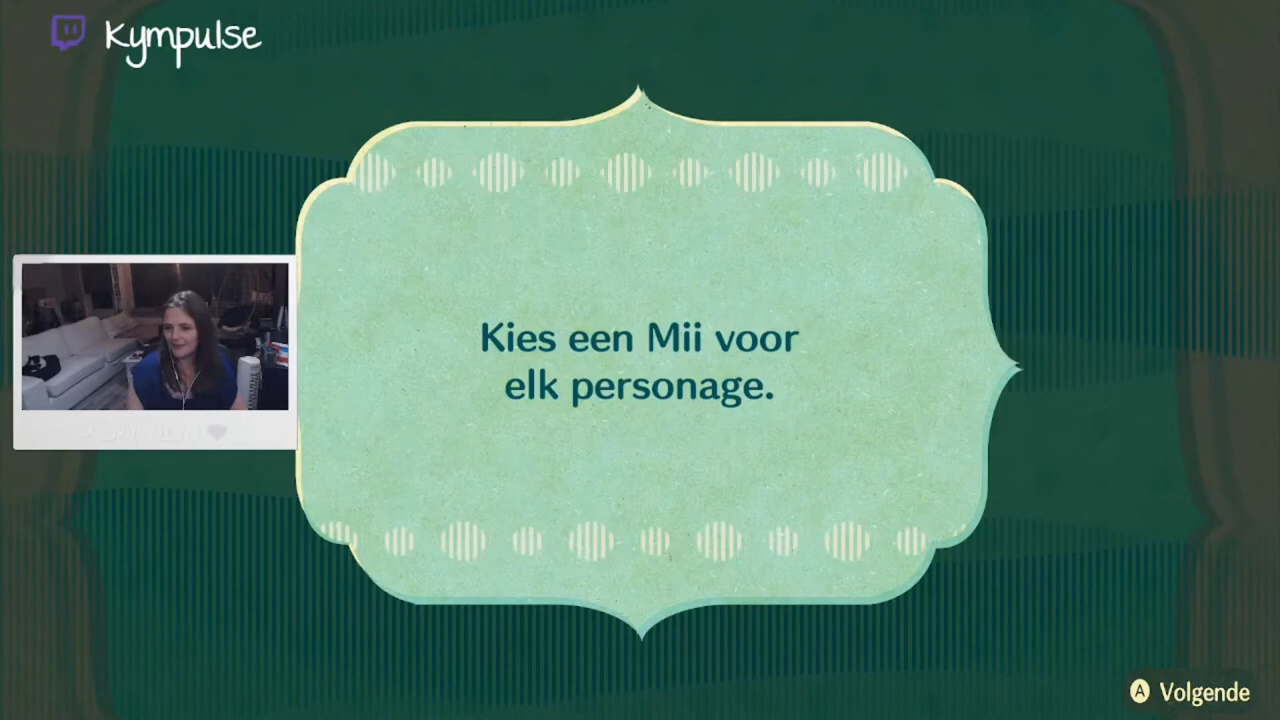 Kympulse
Kies een Mii voor
elk personage.
A Volgende